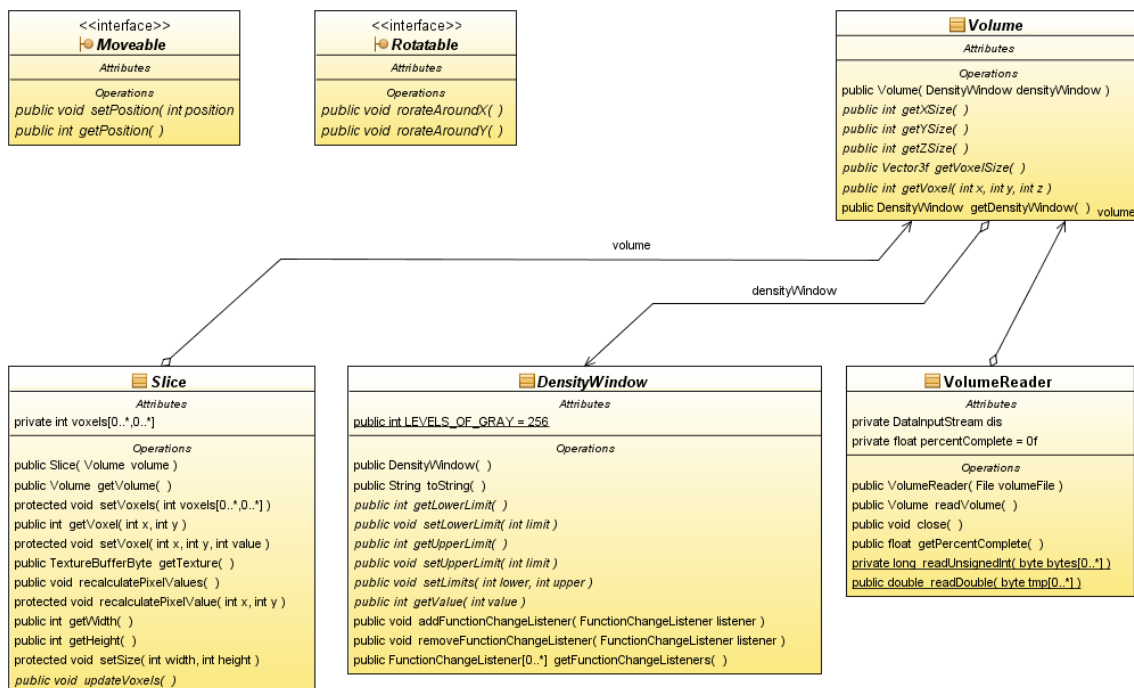 <<interface>>
Moveable
Attributes
Operations
public void setPosition( int position
public int getPosition( )
<<interface>>
Rotatable
Attributes
Operations
public void rorateAroundX( )
public void rorateAroundY( )
Volume
Attributes
Operations
public Volume( DensityWindow densityWindow )
public int getXSize( )
public int getYSize( )
public int getZSize( )
public Vector3f getVoxelSize( )
public int getVoxel( int x, int y, int z )
public DensityWindow getDensityWindow( )
volume
volume
densityWindow
Slice
Attributes
private int voxels[0..*,0..*]
Operations
public Slice( Volume volume )
public Volume getVolume( )
protected void setVoxels( int voxels[0..*,0..*] )
public int getVoxel( int x, int y )
protected void setVoxel( int x, int y, int value )
public TextureBufferByte getTexture( )
public void recalculatePixelValues( )
protected void recalculatePixelValue( int x, int y )
public int getWidth( )
public int getHeight( )
protected void setSize( int width, int height )
public void updateVoxels( )
DensityWindow
Attributes
public int LEVELS_OF_GRAY = 256
Operations
public DensityWindow( )
public String toString( )
public int getLowerLimit( )
public void setLowerLimit( int limit )
public int getUpperLimit( )
public void setUpperLimit( int limit )
public void setLimits( int lower, int upper )
public int getValue( int value )
public void addFunctionChangeListener( FunctionChangeListener listener )
public void removeFunctionChangeListener( FunctionChangeListener listener )
public FunctionChangeListener[0..*] getFunctionChangeListeners( )
VolumeReader
Attributes
private DataInputStream dis
private float percentComplete = 0f
Operations
public VolumeReader( File volumeFile )
public Volume readVolume( )
public void close( )
public float getPercentComplete( )
private long readUnsignedInt( byte bytes[0..*] )
public double readDouble( byte tmp[0..*] )